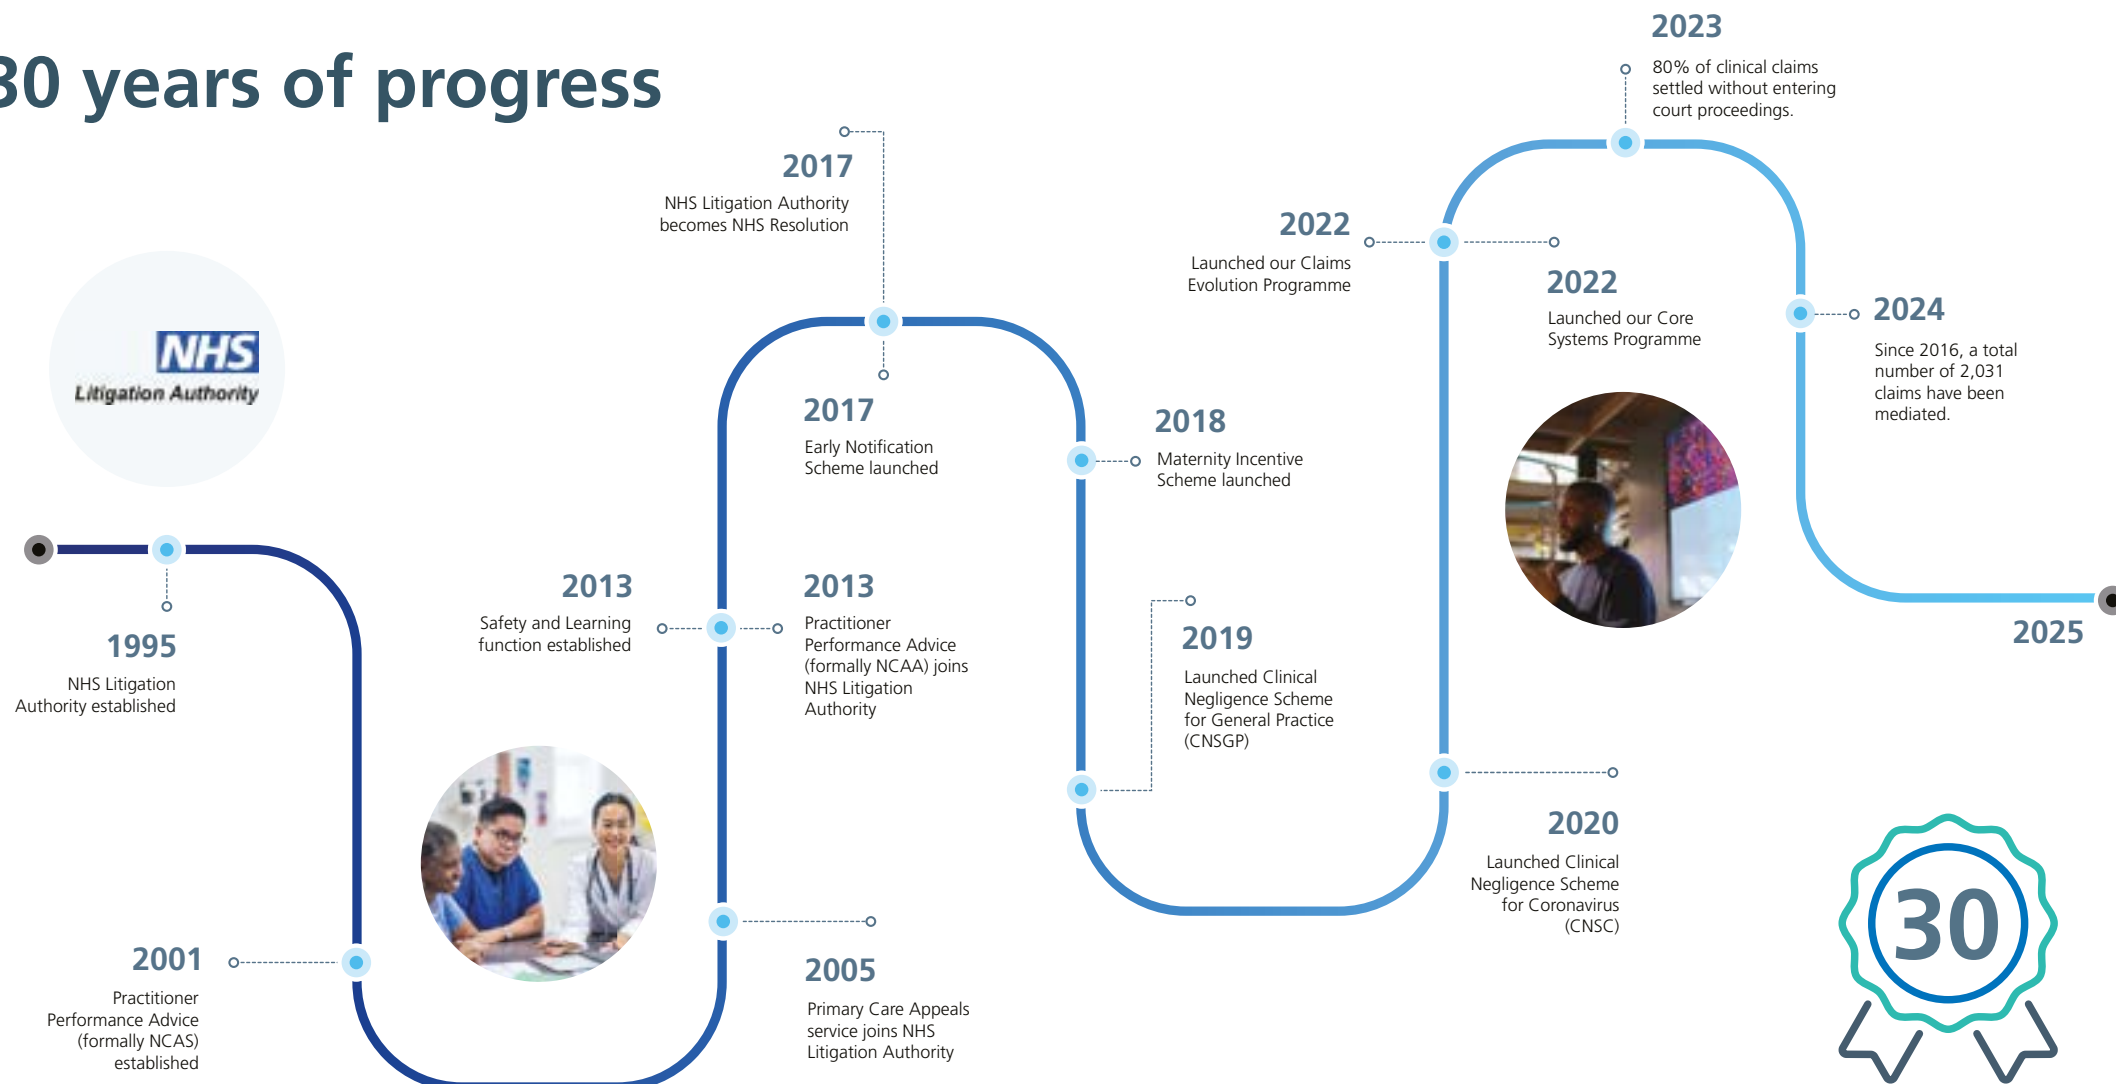 30 years of progress
NHS
Litigation Authority
1995
NHS Litigation
Authority established
2001
Practitioner
Performance Advice
(formally NCAS)
established
2005
Primary Care Appeals
service joins NHS
Litigation Authority
2013
Safety and Learning
function established
2013
Practitioner
Performance Advice
(formally NCAA) joins
NHS Litigation
Authority
2017
NHS Litigation Authority
becomes NHS Resolution
2017
Early Notification
Scheme launched
2018
Maternity Incentive
Scheme launched
2019
Launched Clinical
Negligence Scheme
for General Practice
(CNSGP)
2020
Launched Clinical
Negligence Scheme
for Coronavirus
(CNSC)
2022
Launched our Claims
Evolution Programme
2022
Launched our Core
Systems Programme
2023
80% of clinical claims
settled without entering
court proceedings.
2024
Since 2016, a total
number of 2,031
claims have been
mediated.
2025
30